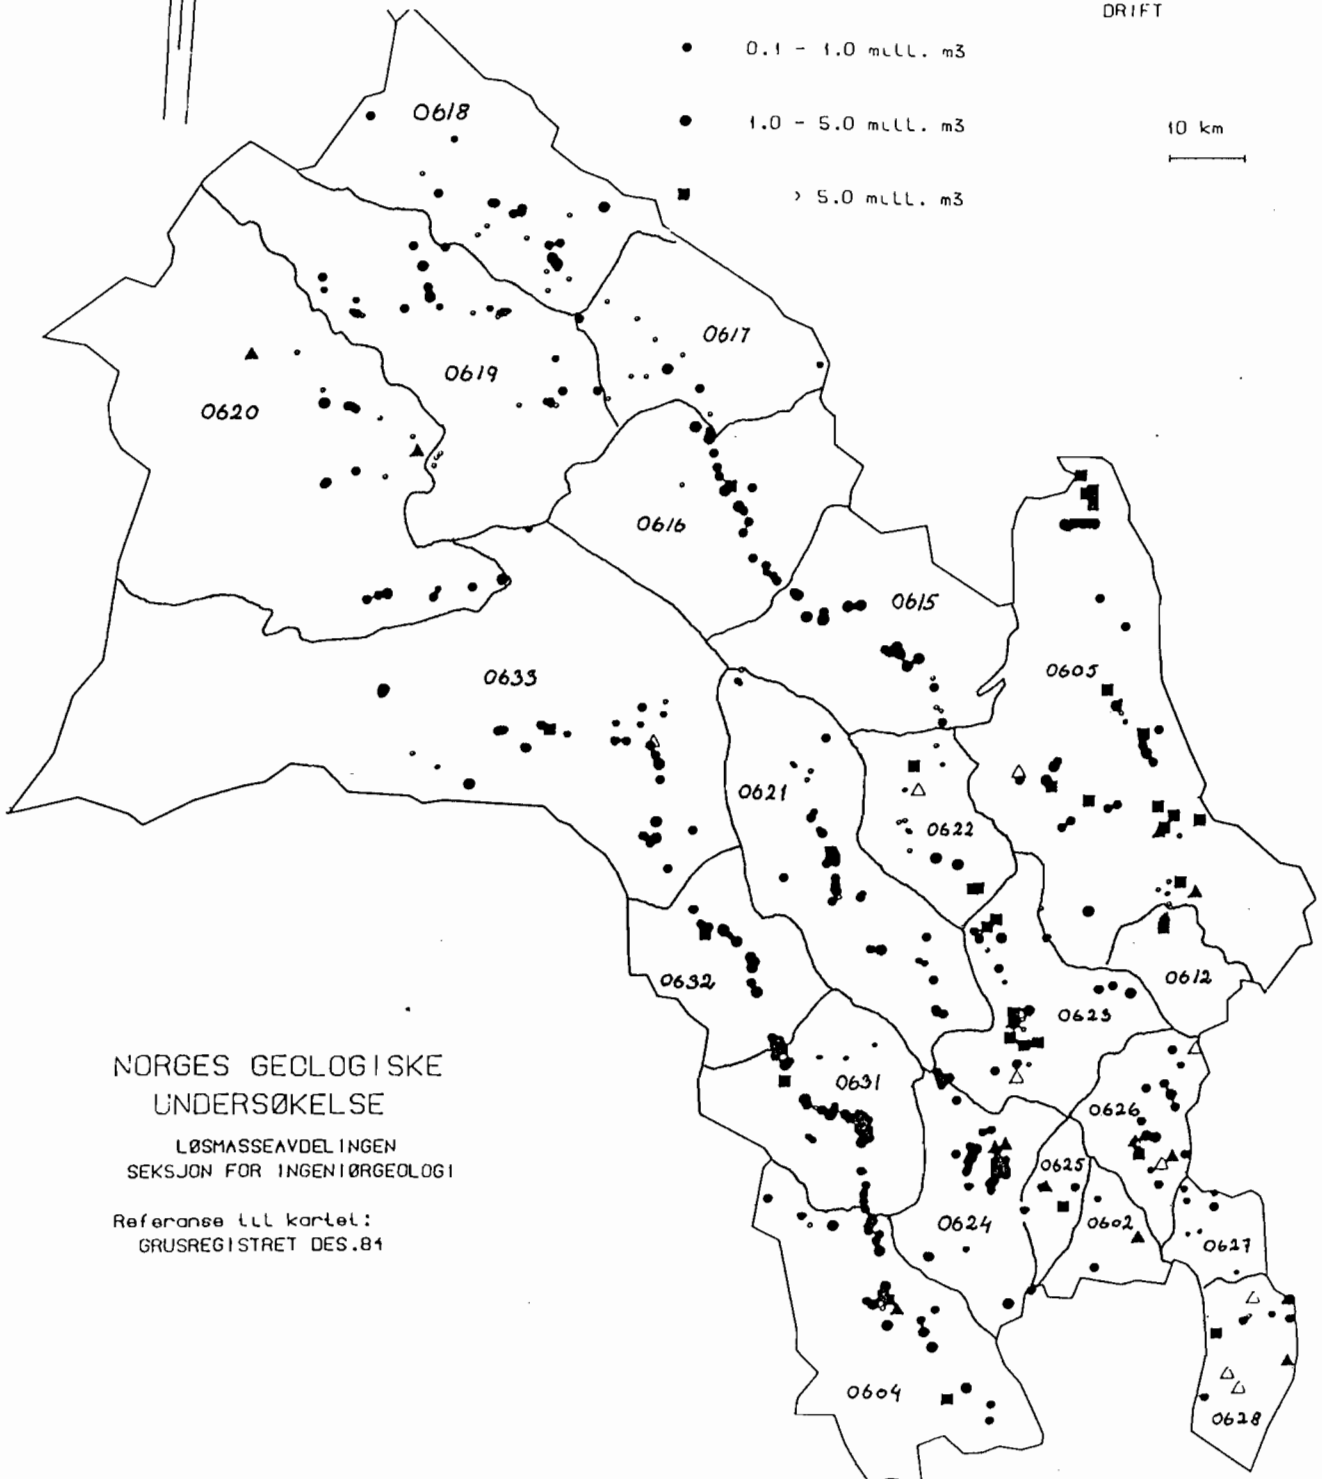 DRIFT
0.1 - 1.0 mill. m3
1.0 - 5.0 mill. m3
> 5.0 mill. m3
10 km
0618
0617
0619
0620
0616
0615
0605
0633
0621
0622
0632
0612
0623
0631
0626
0625
0624
0602
0627
0604
0628
NORGES GEOLOGISKE
UNDERSØKELSE
LØSMASSEAVDELINGEN
SEKSJON FOR INGENIØRGEOLOGI
Referanse til kartet:
GRUSREGISTRET DES.84